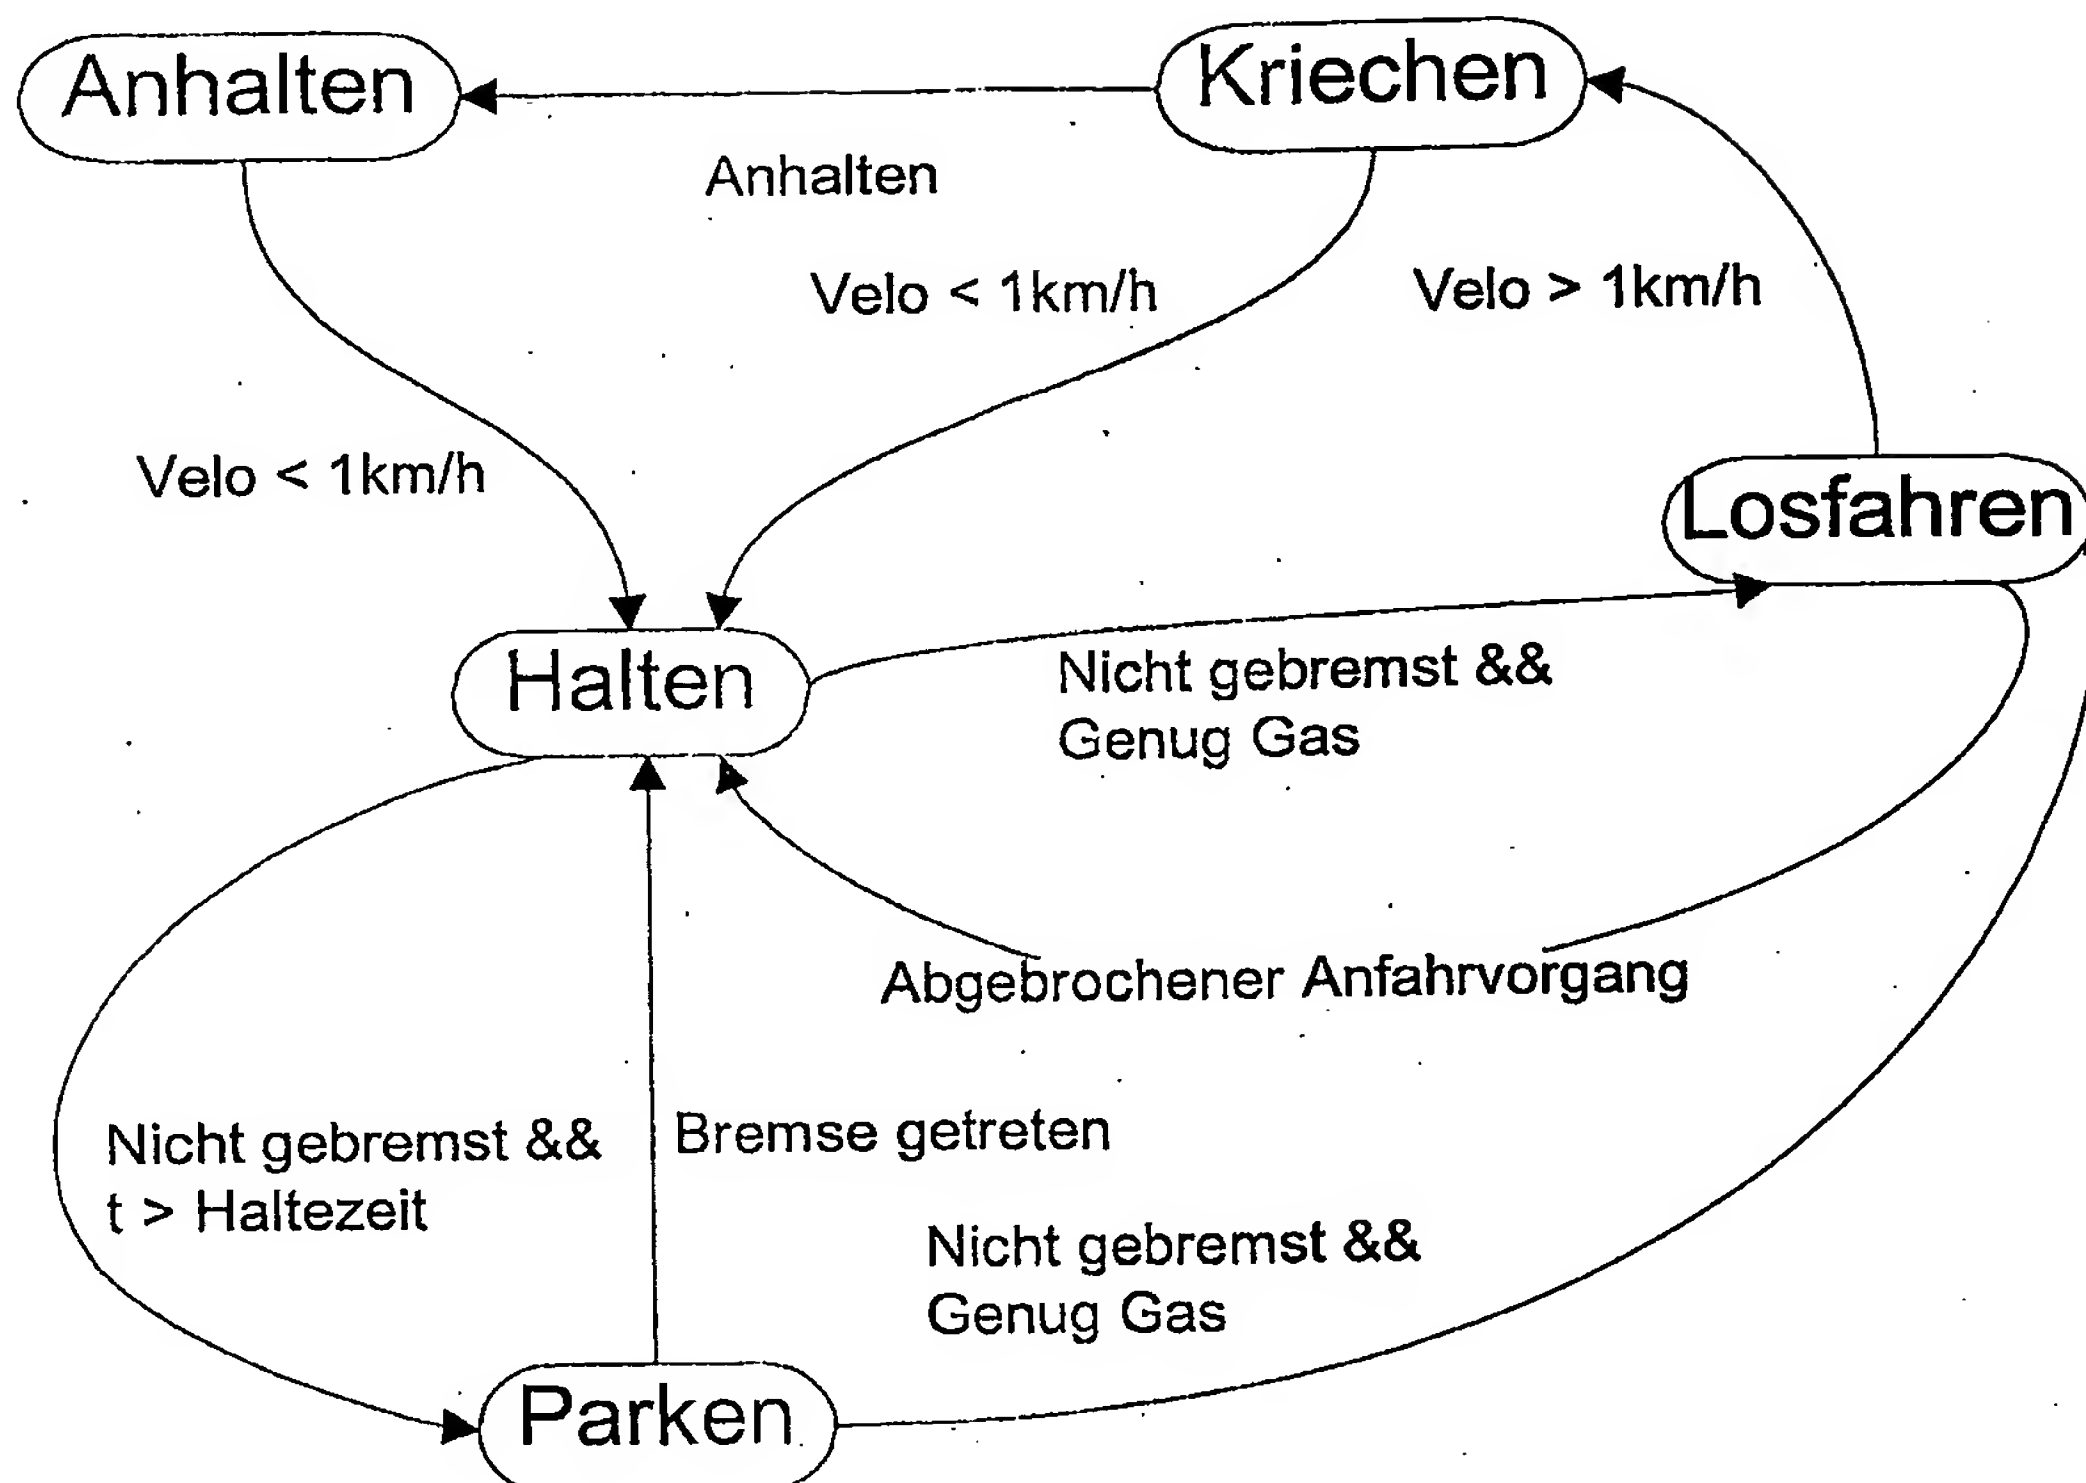 Anhalten
Kriechen
Anhalten
Velo < 1km/h
Velo > 1km/h
Velo < 1km/h
Losfahren
Halten
Nicht gebremst &&
Genug Gas
Abgebrochener Anfahrvorgang
Nicht gebremst &&
t > Haltezeit
Bremse getreten
Nicht gebremst &&
Genug Gas
Parken